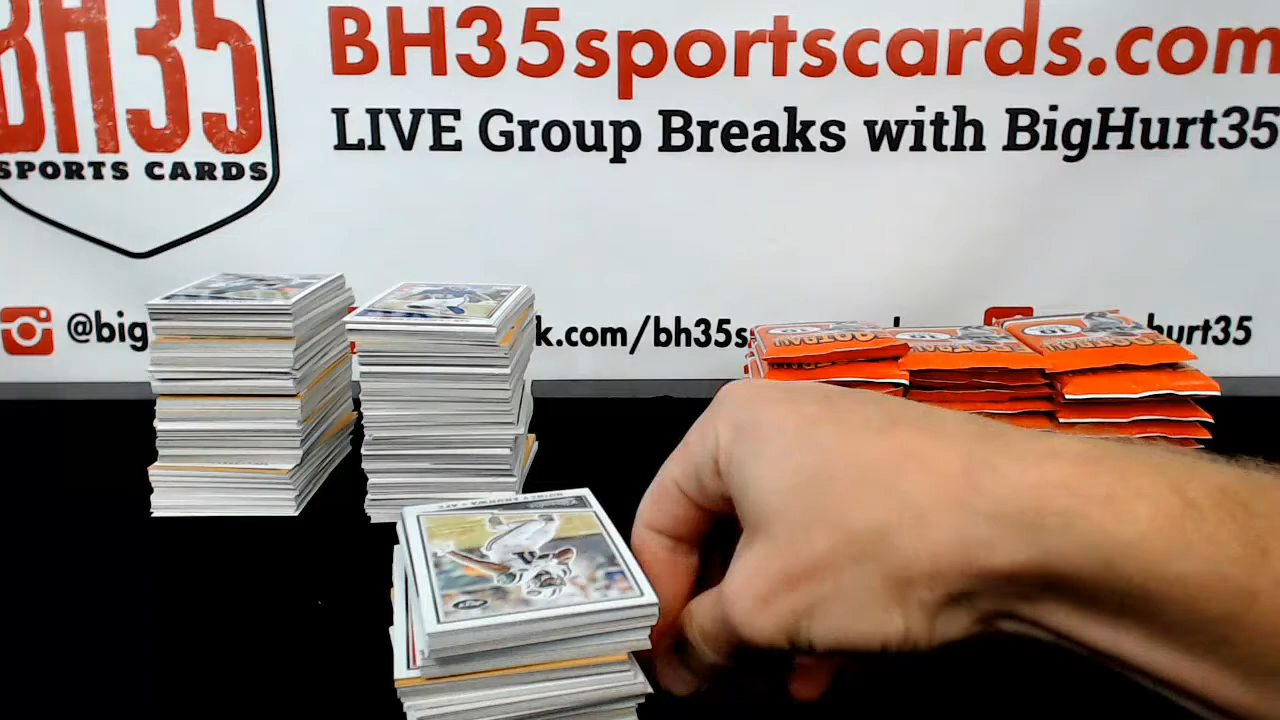 BH35
SPORTS CARDS
BH35sportscards.com
LIVE Group Breaks with BigHurt35
@big
k.com/bh35s
hurt35